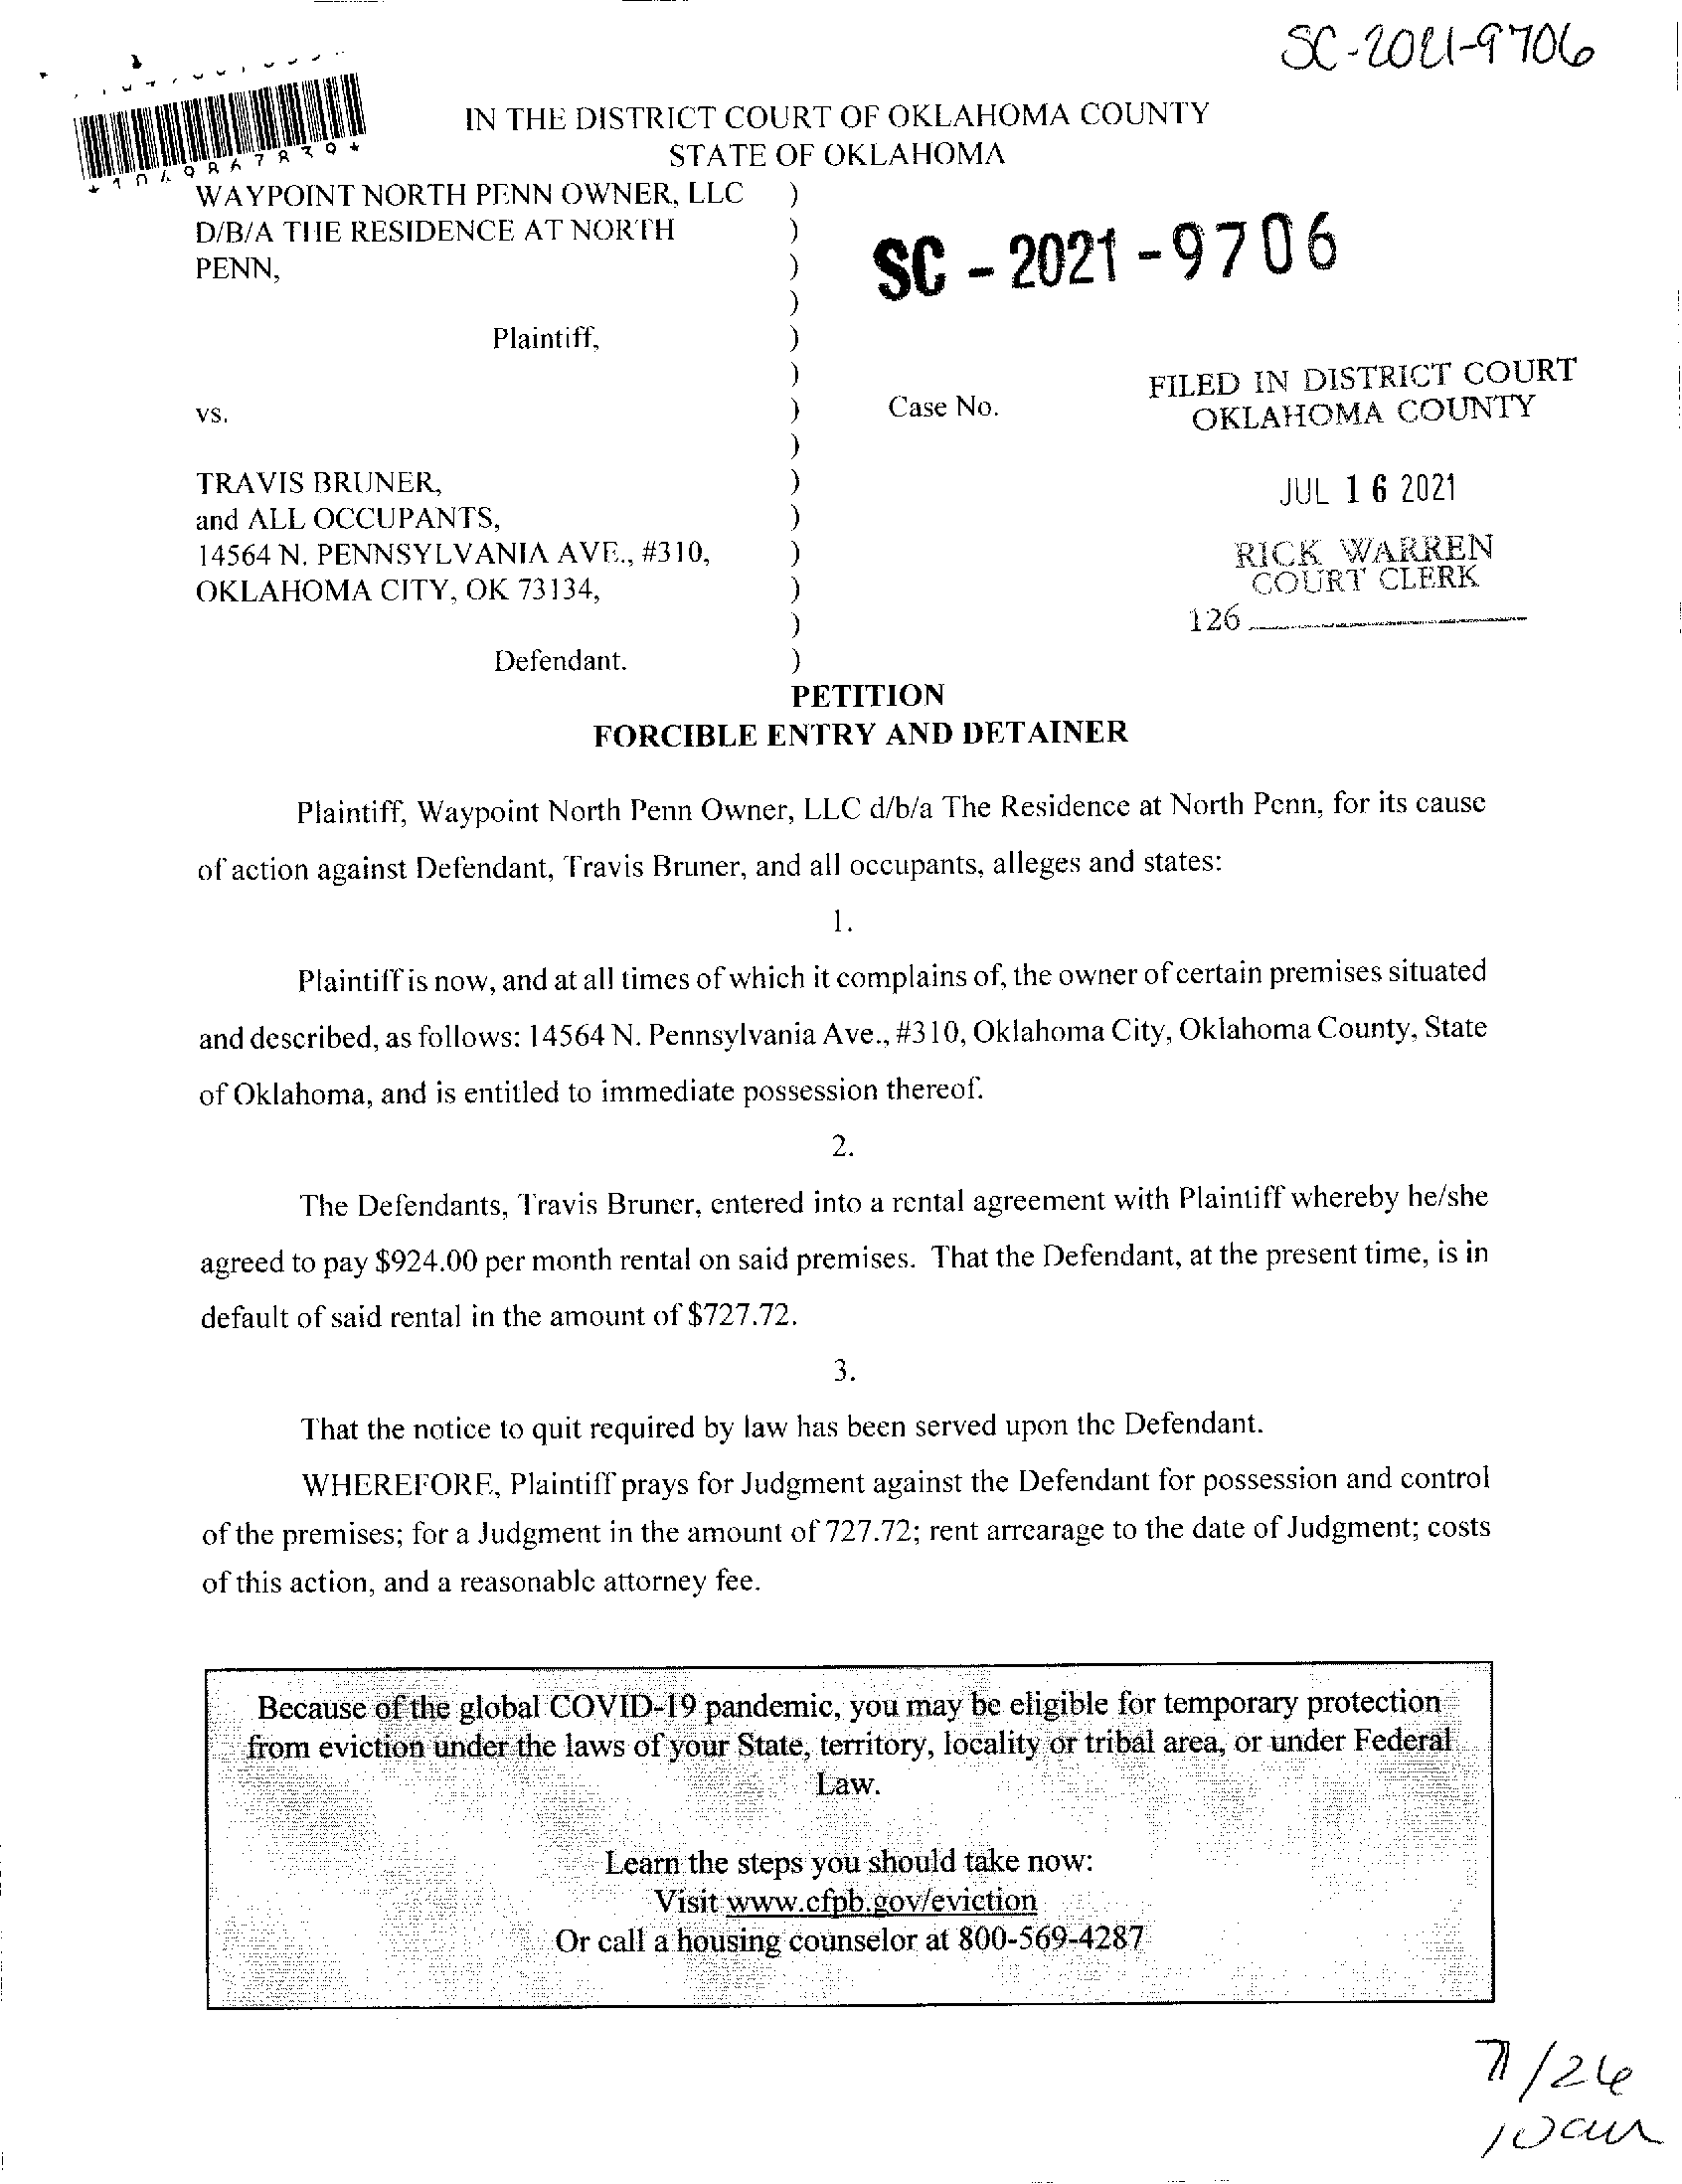 SC-2021-9706
IN THE DISTRICT COURT OF OKLAHOMA COUNTY
STATE OF OKLAHOMA
*1049867839*
WAYPOINT NORTH PENN OWNER, LLC )
D/B/A THE RESIDENCE AT NORTH )
PENN, )
SC - 2021 - 9706
)
Plaintiff, )
)
FILED IN DISTRICT COURT
vs. ) Case No.
OKLAHOMA COUNTY
)
TRAVIS BRUNER, )
JUL 16 2021
and ALL OCCUPANTS, )
14564 N. PENNSYLVANIA AVE., #310, )
RICK WARREN
OKLAHOMA CITY, OK 73134, )
COURT CLERK
)
126
Defendant. )
PETITION
FORCIBLE ENTRY AND DETAINER
Plaintiff, Waypoint North Penn Owner, LLC d/b/a The Residence at North Penn, for its cause
of action against Defendant, Travis Bruner, and all occupants, alleges and states:
1.
Plaintiff is now, and at all times of which it complains of, the owner of certain premises situated
and described, as follows: 14564 N. Pennsylvania Ave., #310, Oklahoma City, Oklahoma County, State
of Oklahoma, and is entitled to immediate possession thereof.
2.
The Defendants, Travis Bruner, entered into a rental agreement with Plaintiff whereby he/she
agreed to pay $924.00 per month rental on said premises. That the Defendant, at the present time, is in
default of said rental in the amount of $727.72.
3.
That the notice to quit required by law has been served upon the Defendant.
WHEREFORE, Plaintiff prays for Judgment against the Defendant for possession and control
of the premises; for a Judgment in the amount of 727.72; rent arrearage to the date of Judgment; costs
of this action, and a reasonable attorney fee.
Because of the global COVID-19 pandemic, you may be eligible for temporary protection
from eviction under the laws of your State, territory, locality or tribal area, or under Federal
Law.
Learn the steps you should take now:
Visit www.cfpb.gov/eviction
Or call a housing counselor at 800-569-4287
7/26
10am